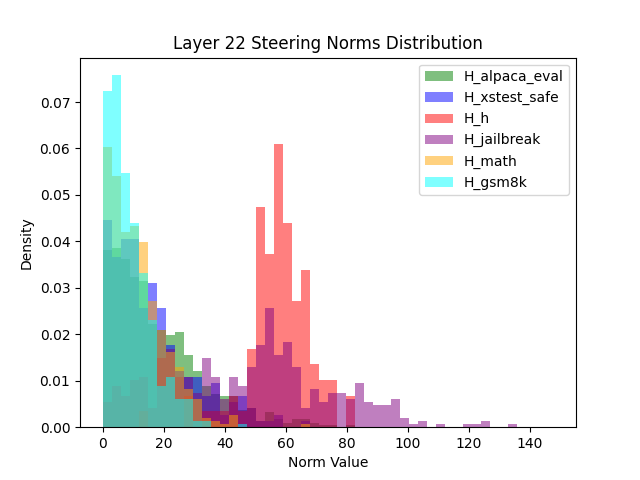 Layer 22 Steering Norms Distribution
H_alpaca_eval
H_xstest_safe
H_h
H_jailbreak
H_math
H_gsm8k
Density
0.07
0.06
0.05
0.04
0.03
0.02
0.01
0.00
0 20 40 60 80 100 120 140
Norm Value